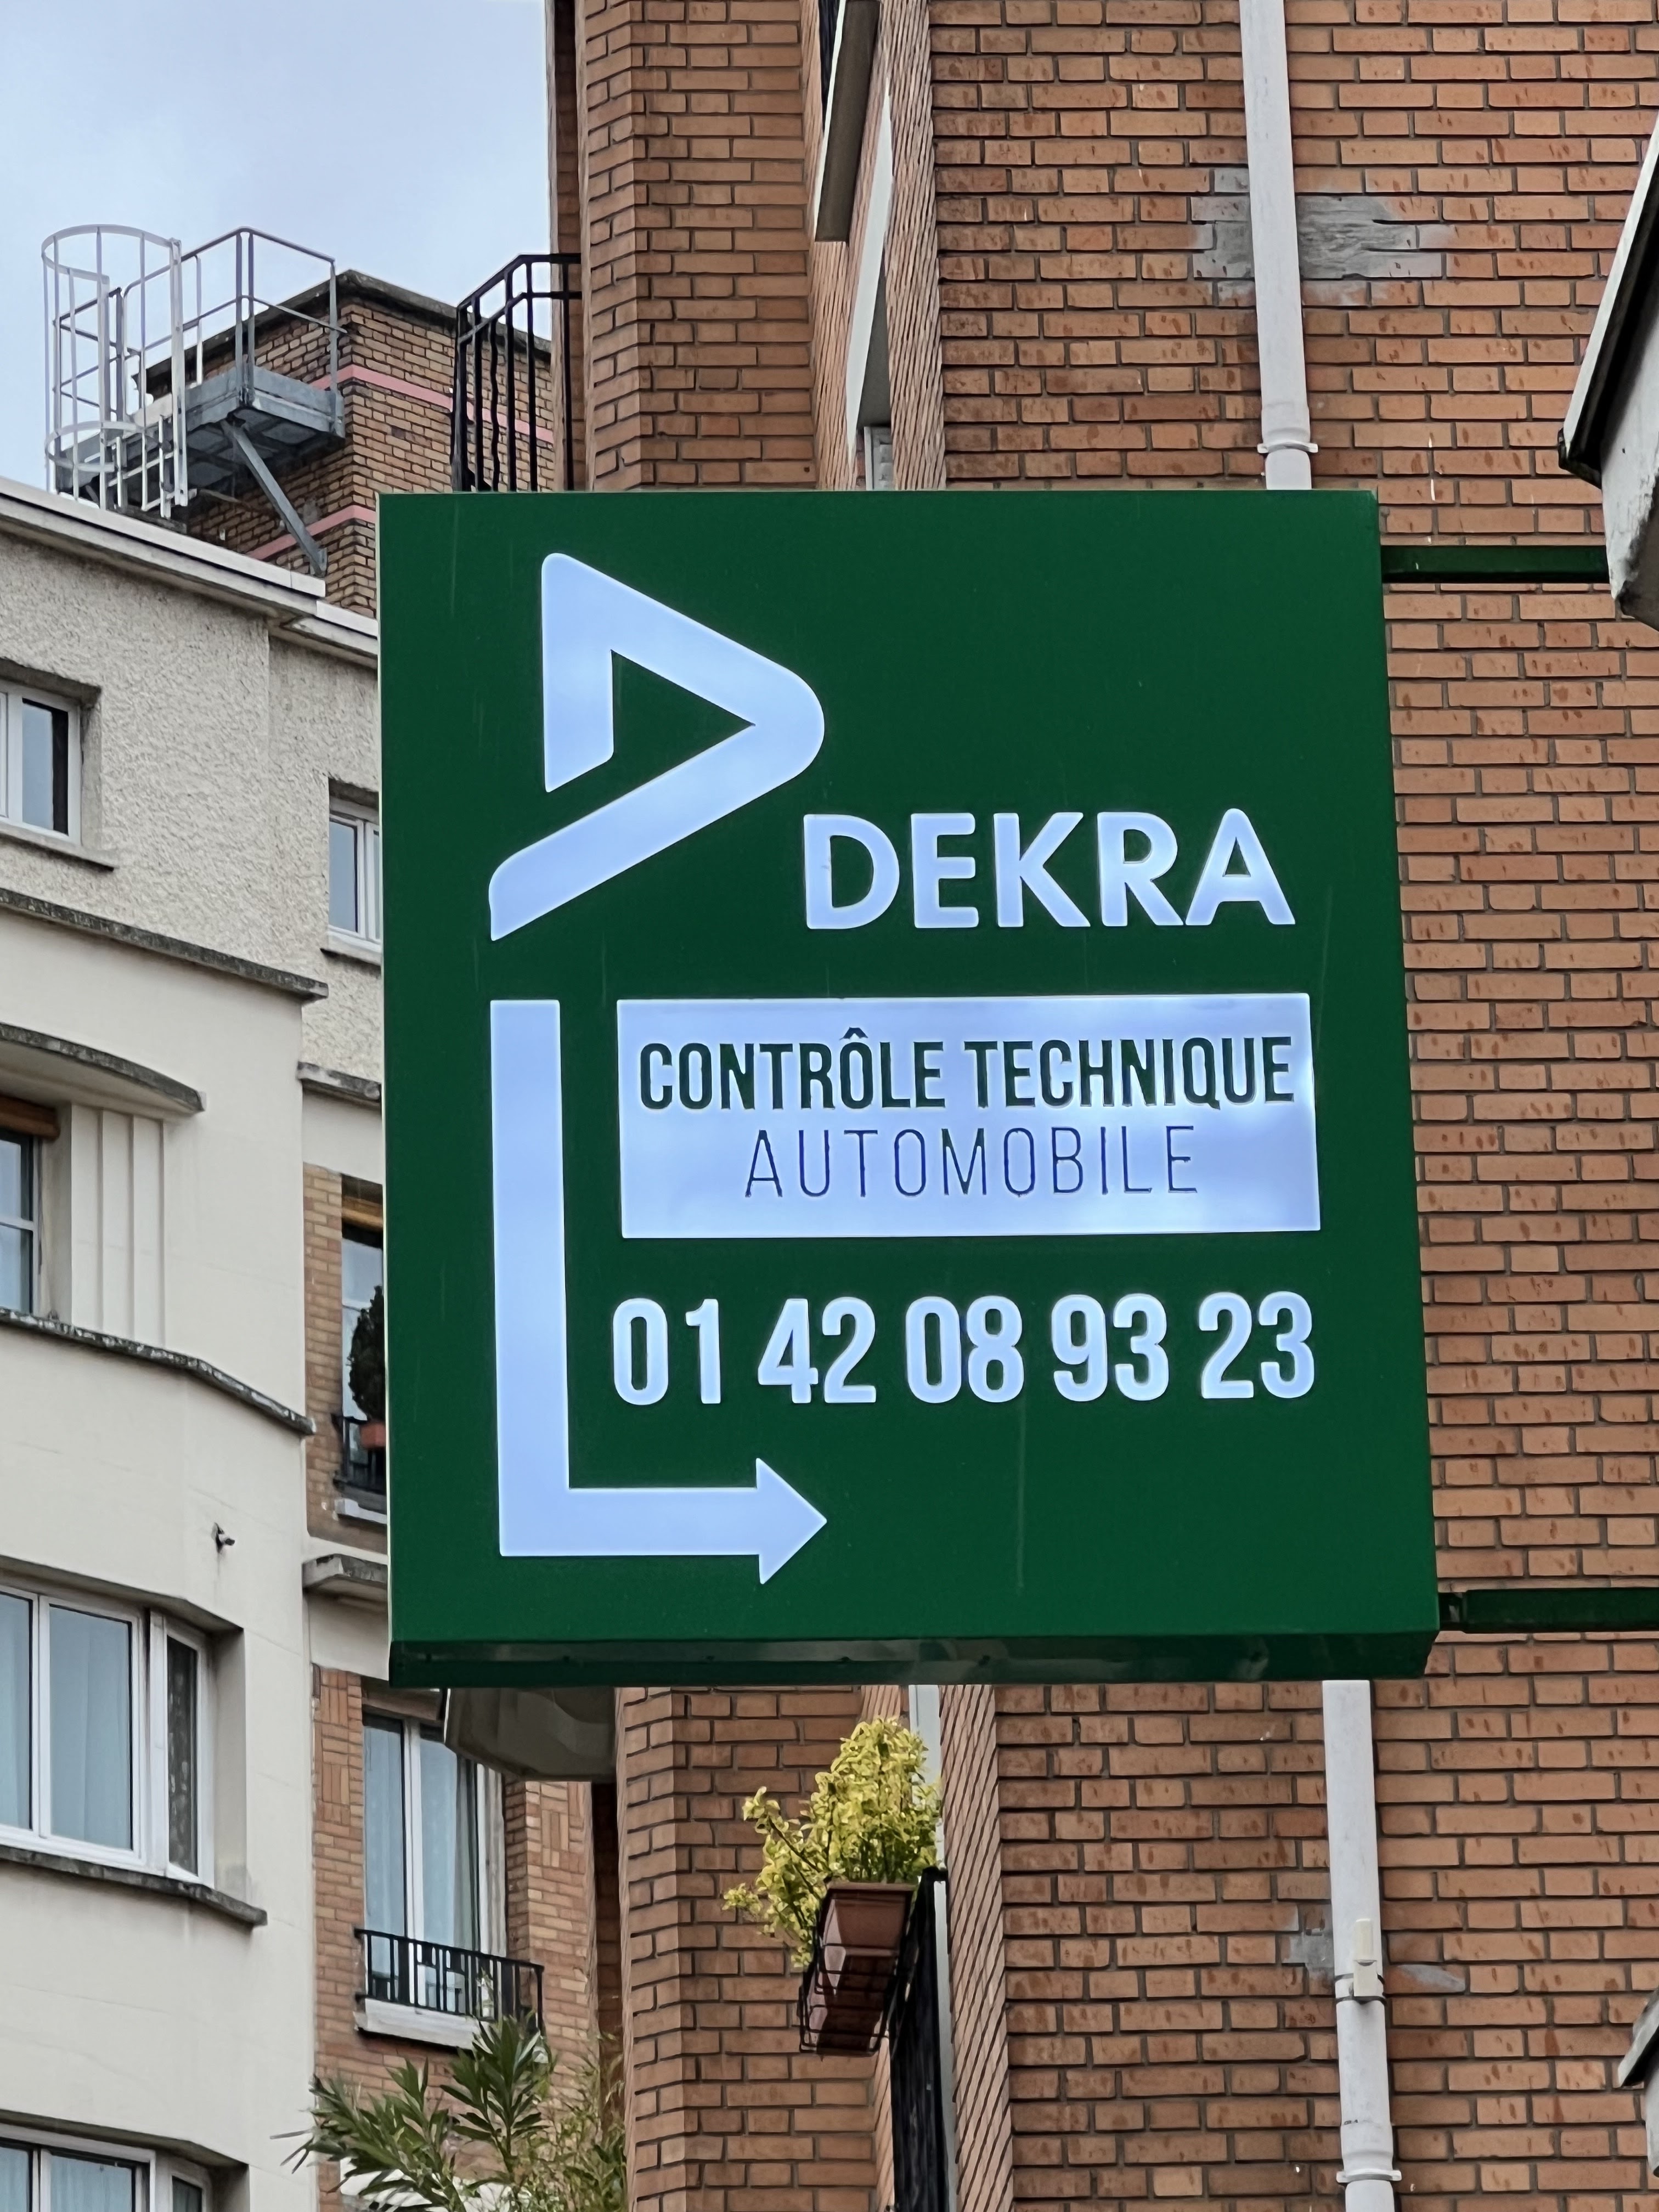 DEKRA
CONTRÔLE TECHNIQUE
AUTOMOBILE
01 42 08 93 23